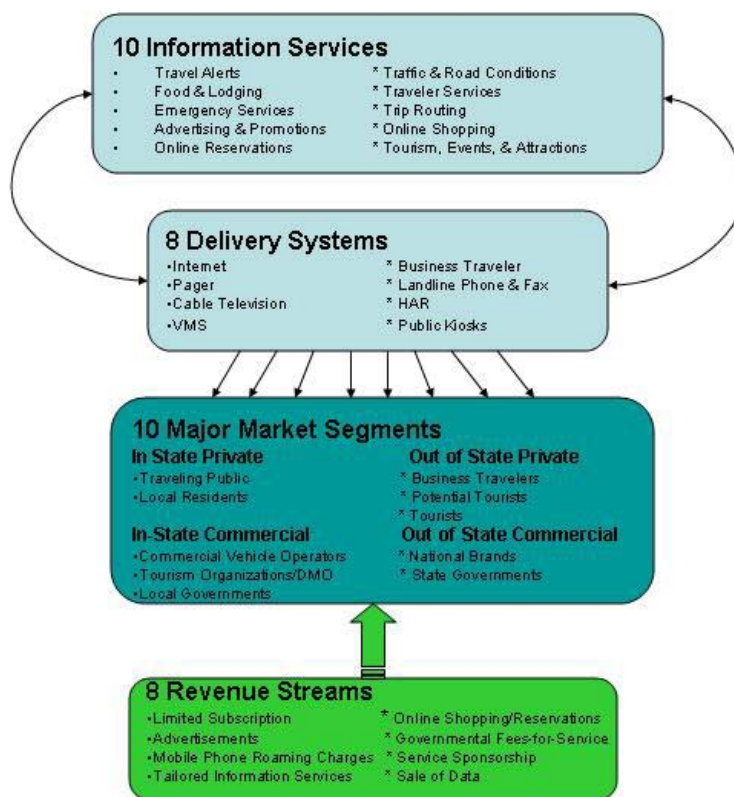 10 Information Services
• Travel Alerts
• Food & Lodging
• Emergency Services
• Advertising & Promotions
• Online Reservations
* Traffic & Road Conditions
* Traveler Services
* Trip Routing
* Online Shopping
* Tourism, Events, & Attractions
8 Delivery Systems
•Internet
•Pager
•Cable Television
•VMS
* Business Traveler
* Landline Phone & Fax
* HAR
* Public Kiosks
10 Major Market Segments
In State Private
•Traveling Public
•Local Residents
Out of State Private
* Business Travelers
* Potential Tourists
* Tourists
In-State Commercial
•Commercial Vehicle Operators
•Tourism Organizations/DMO
•Local Governments
Out of State Commercial
* National Brands
* State Governments
8 Revenue Streams
•Limited Subscription
•Advertisements
•Mobile Phone Roaming Charges
•Tailored Information Services
* Online Shopping/Reservations
* Governmental Fees-for-Service
* Service Sponsorship
* Sale of Data